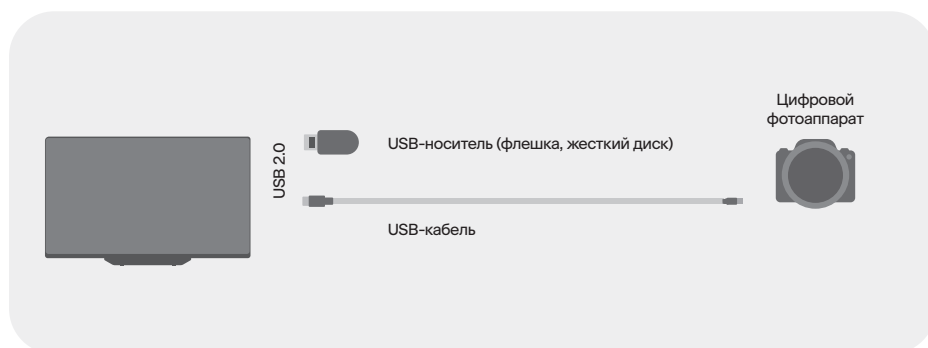 Цифровой
фотоаппарат
USB 2.0
USB-носитель (флешка, жесткий диск)
USB-кабель